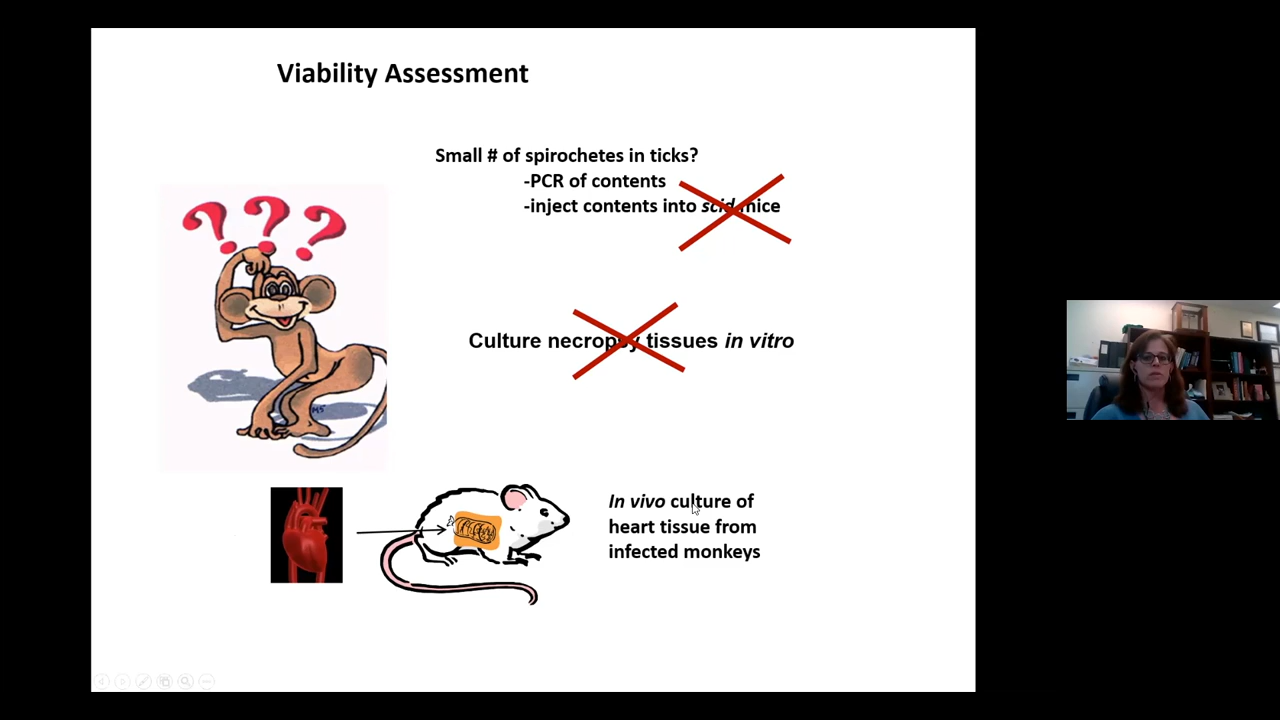 Viability Assessment
Small # of spirochetes in ticks?
-PCR of contents
-inject contents into scid mice
? ? ?
Culture necropsy tissues in vitro
MS
In vivo culture of
heart tissue from
infected monkeys